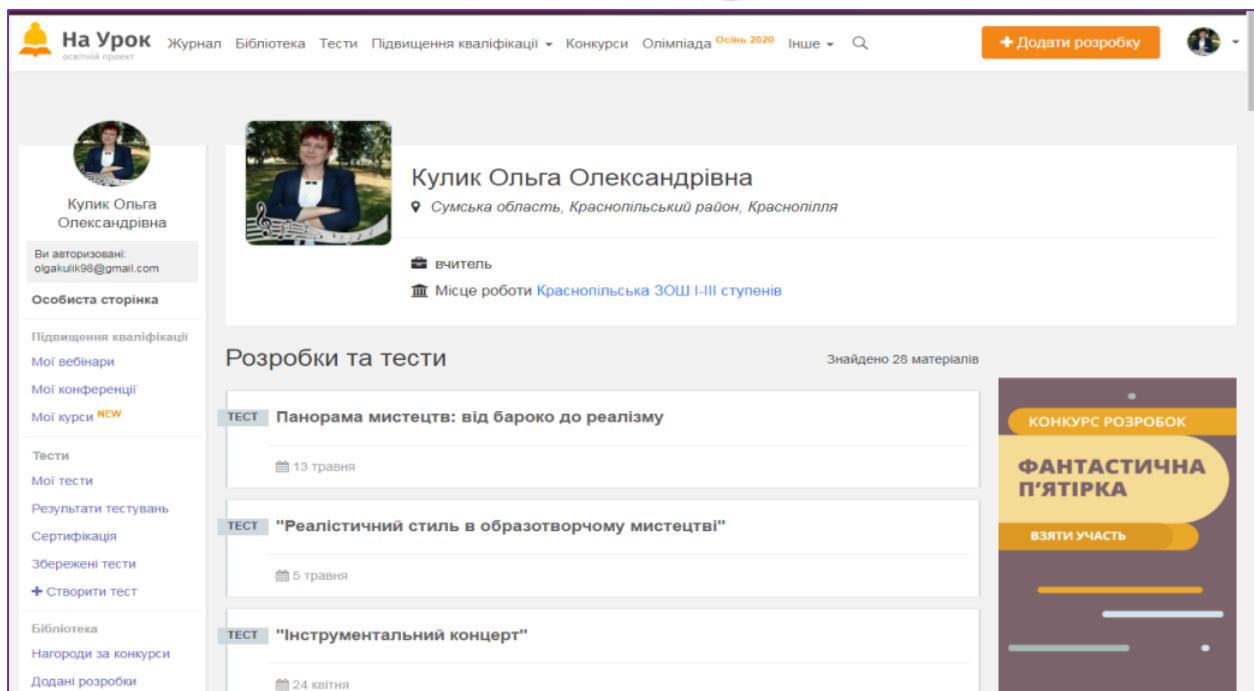 На Урок
освітній проект
Журнал Бібліотека Тести Підвищення кваліфікації Конкурси Олімпіада Осінь 2020 Інше
+ Додати розробку
Кулик Ольга
Олександрівна
Ви авторизовані:
olgakulik98@gmail.com
Особиста сторінка
Підвищення кваліфікації
Мої вебінари
Мої конференції
Мої курси NEW
Тести
Мої тести
Результати тестувань
Сертифікація
Збережені тести
+ Створити тест
Бібліотека
Нагороди за конкурси
Додані розробки
Кулик Ольга Олександрівна
Сумська область, Краснопільський район, Краснопілля
вчитель
Місце роботи Краснопільська ЗОШ І-ІІІ ступенів
Розробки та тести
Знайдено 28 матеріалів
ТЕСТ Панорама мистецтв: від бароко до реалізму
13 травня
ТЕСТ "Реалістичний стиль в образотворчому мистецтві"
5 травня
ТЕСТ "Інструментальний концерт"
24 квітня
КОНКУРС РОЗРОБОК
ФАНТАСТИЧНА
П'ЯТІРКА
ВЗЯТИ УЧАСТЬ